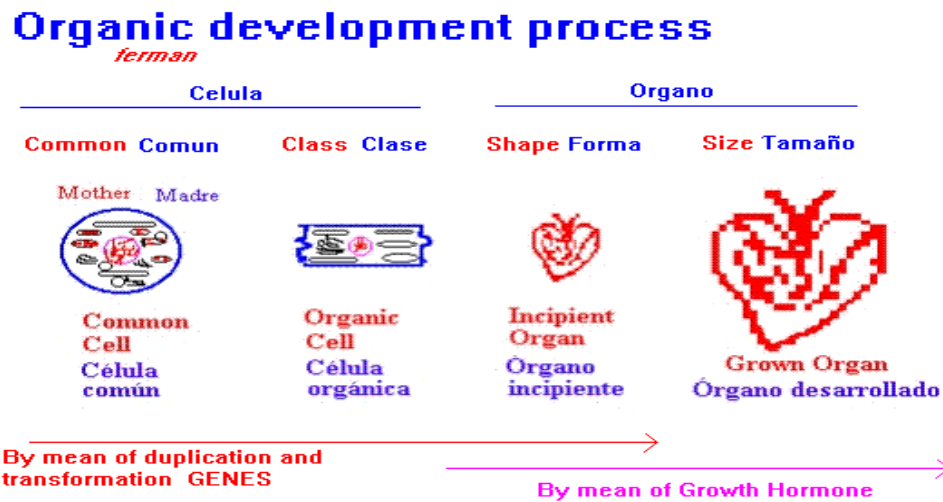 Organic development process
ferman
Celula
Organo
Common Comun
Class Clase
Shape Forma
Size Tamaño
Mother Madre
Common
Cell
Célula
común
Organic
Cell
Célula
orgánica
Incipient
Organ
Órgano
incipiente
Grown Organ
Órgano desarrollado
By mean of duplication and
transformation GENES
By mean of Growth Hormone